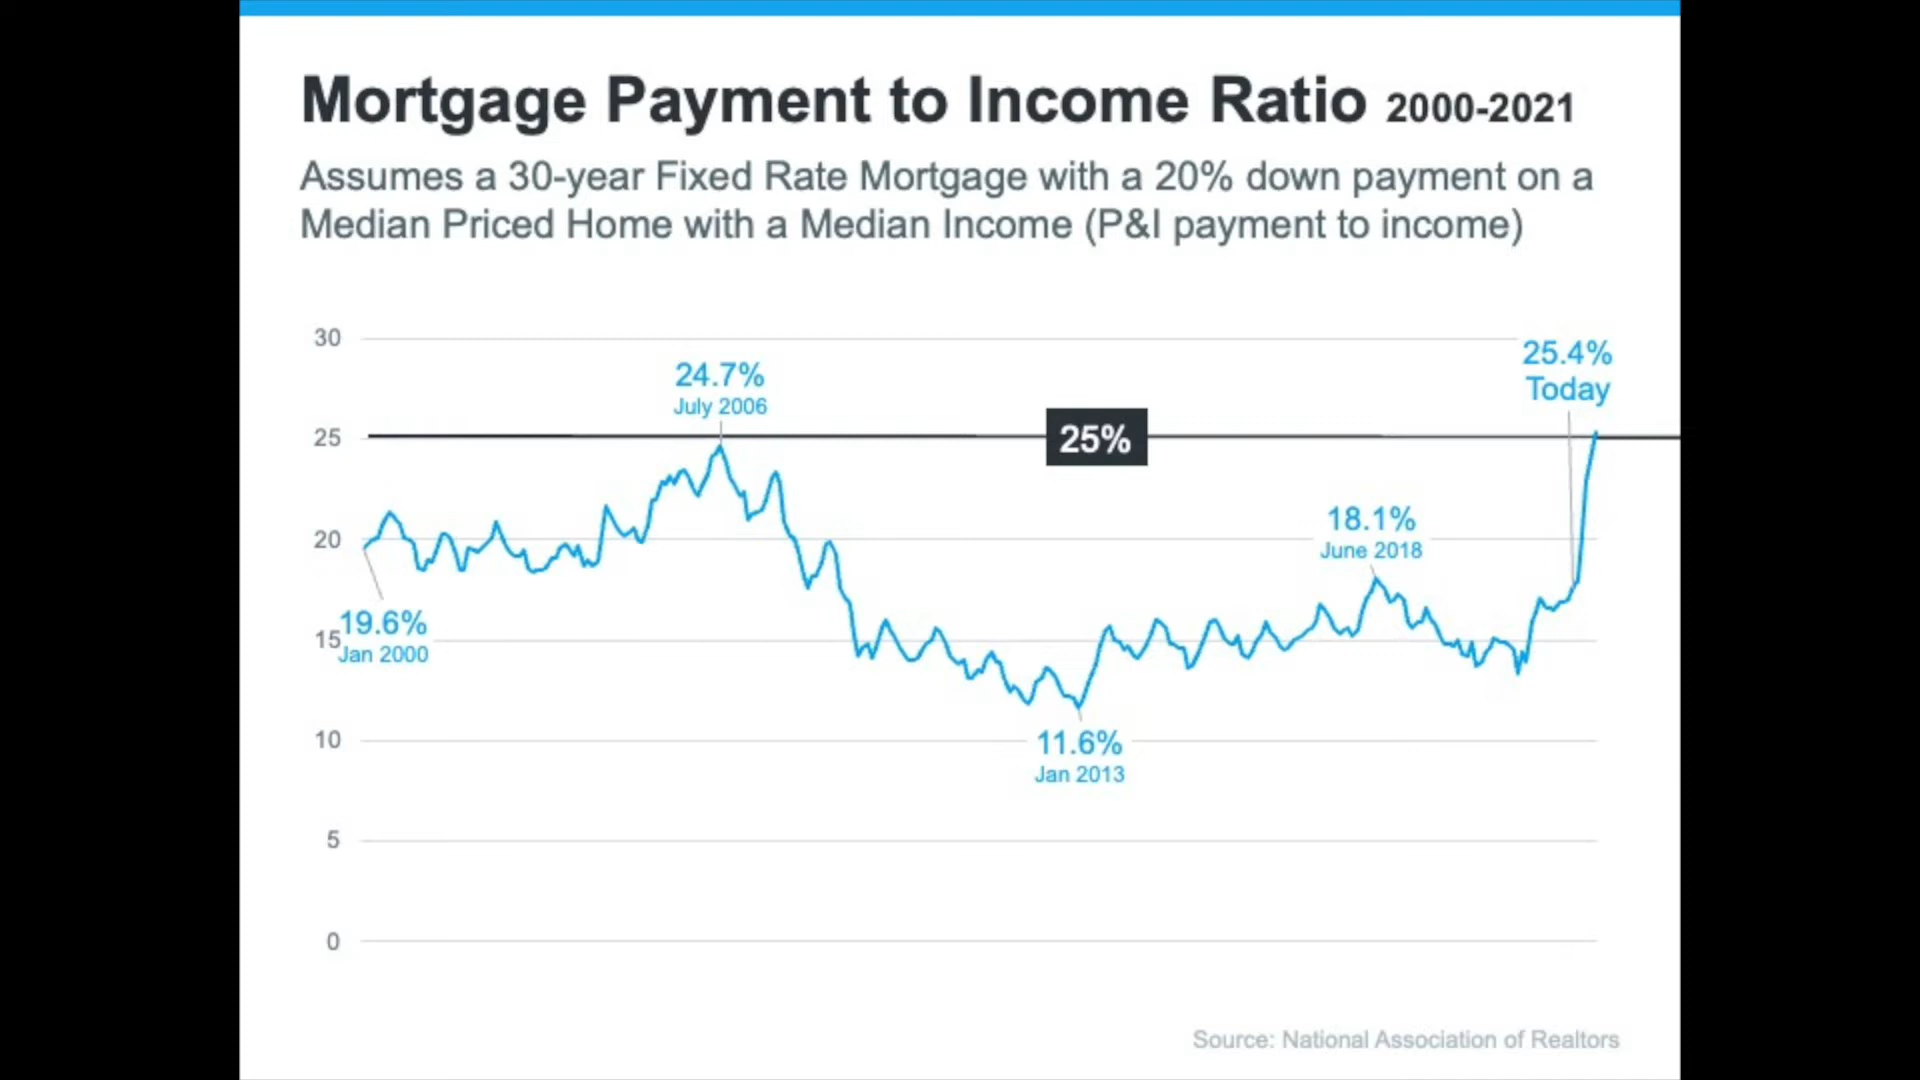 Mortgage Payment to Income Ratio 2000-2021
Assumes a 30-year Fixed Rate Mortgage with a 20% down payment on a
Median Priced Home with a Median Income (P&I payment to income)
30
25.4%
Today
24.7%
July 2006
25
25%
20
18.1%
June 2018
19.6%
15
Jan 2000
10
11.6%
Jan 2013
5
0
Source: National Association of Realtors